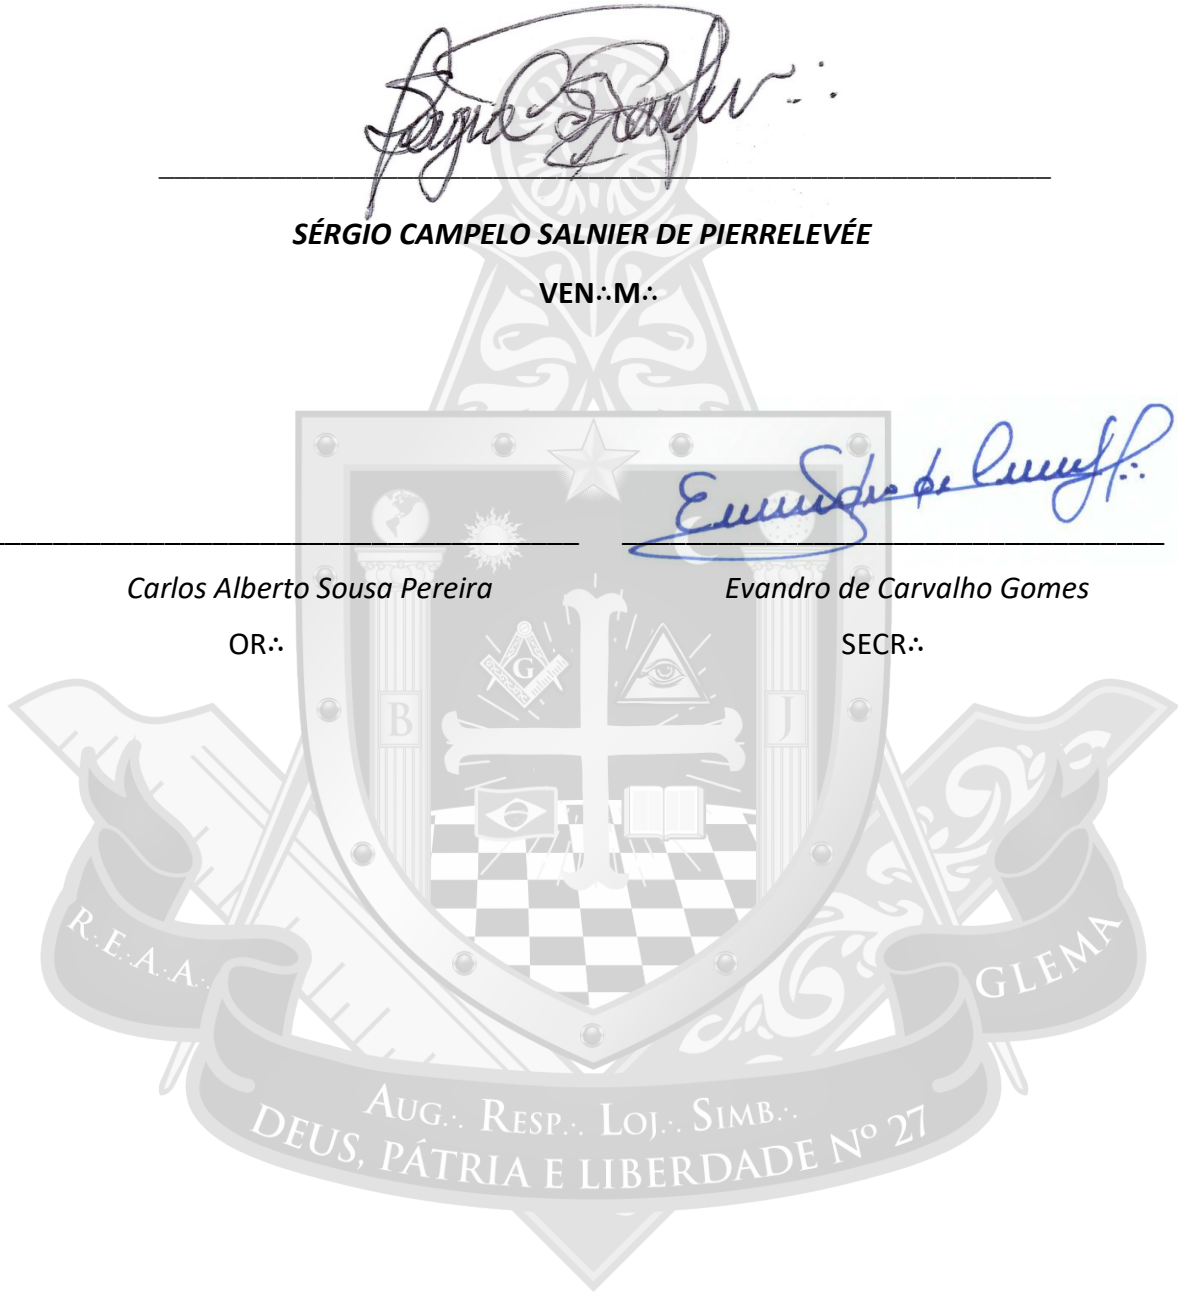 SÉRGIO CAMPELO SALNIER DE PIERRELEVÉE
VEN∴M∴
Carlos Alberto Sousa Pereira
Evandro de Carvalho Gomes
OR∴
SECR∴
G
B
J
R∴E∴A∴A∴
GLEMA
AUG∴ RESP∴ LOJ∴ SIMB∴
DEUS, PÁTRIA E LIBERDADE Nº 27